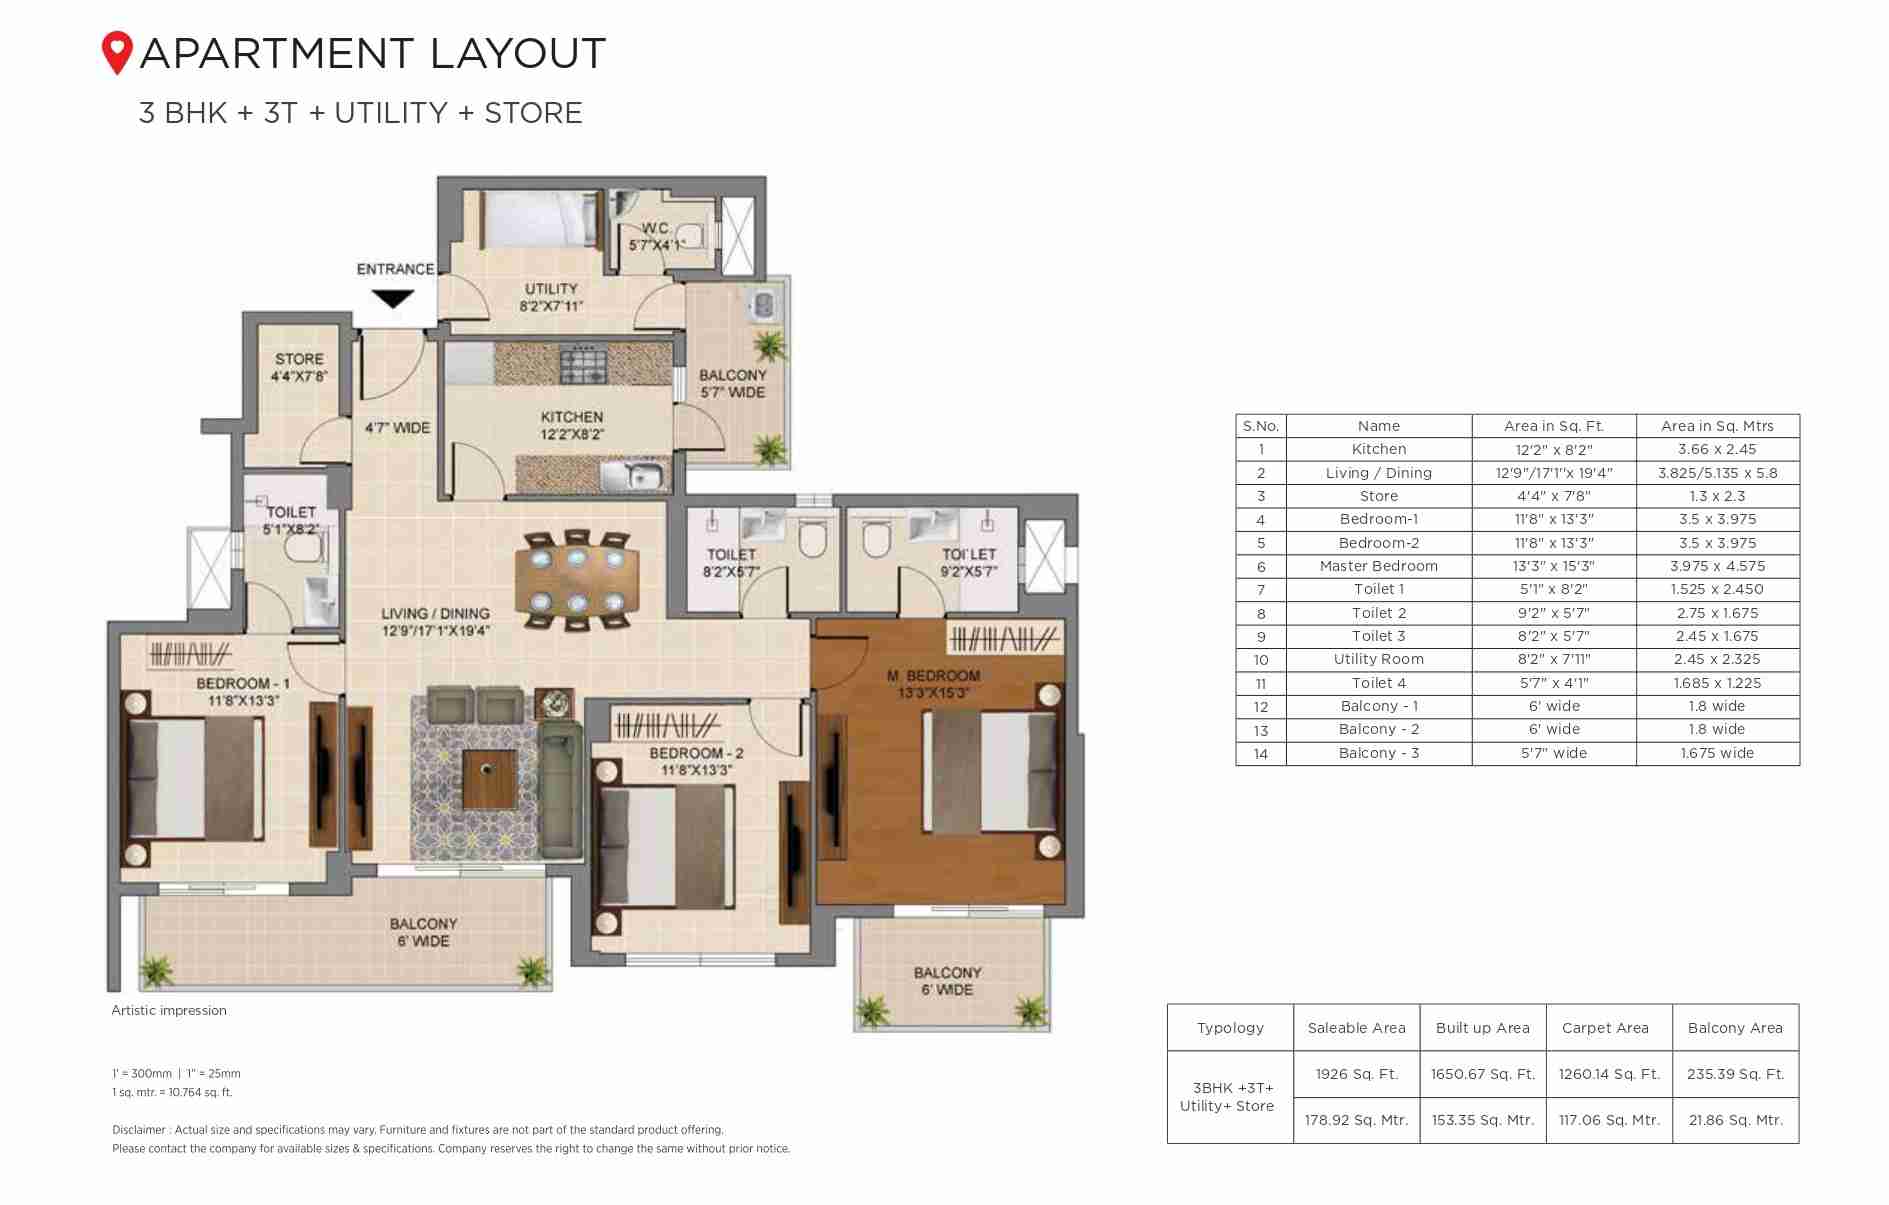 APARTMENT LAYOUT
3 BHK + 3T + UTILITY + STORE
W.C.
5'7"X4'1"
ENTRANCE
UTILITY
8'2"X7'11"
STORE
4'4"X7'8"
BALCONY
5'7" WIDE
4'7" WIDE
KITCHEN
12'2"X8'2"
TOILET
5'1"X8'2"
TOILET
8'2"X5'7"
TOI'LET
9'2"X5'7"
LIVING / DINING
12'9"/17'1"X19'4"
BEDROOM - 1
11'8"X13'3"
M. BEDROOM
13'3"X15'3"
BEDROOM - 2
11'8"X13'3"
BALCONY
6' WIDE
BALCONY
6' WIDE
Artistic impression
1' = 300mm | 1" = 25mm
1 sq. mtr. = 10.764 sq. ft.
Disclaimer : Actual size and specifications may vary. Furniture and fixtures are not part of the standard product offering.
Please contact the company for available sizes & specifications. Company reserves the right to change the same without prior notice.
S.No. Name Area in Sq. Ft. Area in Sq. Mtrs
1 Kitchen 12'2" x 8'2" 3.66 x 2.45
2 Living / Dining 12'9"/17'1"x 19'4" 3.825/5.135 x 5.8
3 Store 4'4" x 7'8" 1.3 x 2.3
4 Bedroom-1 11'8" x 13'3" 3.5 x 3.975
5 Bedroom-2 11'8" x 13'3" 3.5 x 3.975
6 Master Bedroom 13'3" x 15'3" 3.975 x 4.575
7 Toilet 1 5'1" x 8'2" 1.525 x 2.450
8 Toilet 2 9'2" x 5'7" 2.75 x 1.675
9 Toilet 3 8'2" x 5'7" 2.45 x 1.675
10 Utility Room 8'2" x 7'11" 2.45 x 2.325
11 Toilet 4 5'7" x 4'1" 1.685 x 1.225
12 Balcony - 1 6' wide 1.8 wide
13 Balcony - 2 6' wide 1.8 wide
14 Balcony - 3 5'7" wide 1.675 wide
Typology Saleable Area Built up Area Carpet Area Balcony Area
3BHK +3T+
Utility+ Store
1926 Sq. Ft. 1650.67 Sq. Ft. 1260.14 Sq. Ft. 235.39 Sq. Ft.
178.92 Sq. Mtr. 153.35 Sq. Mtr. 117.06 Sq. Mtr. 21.86 Sq. Mtr.